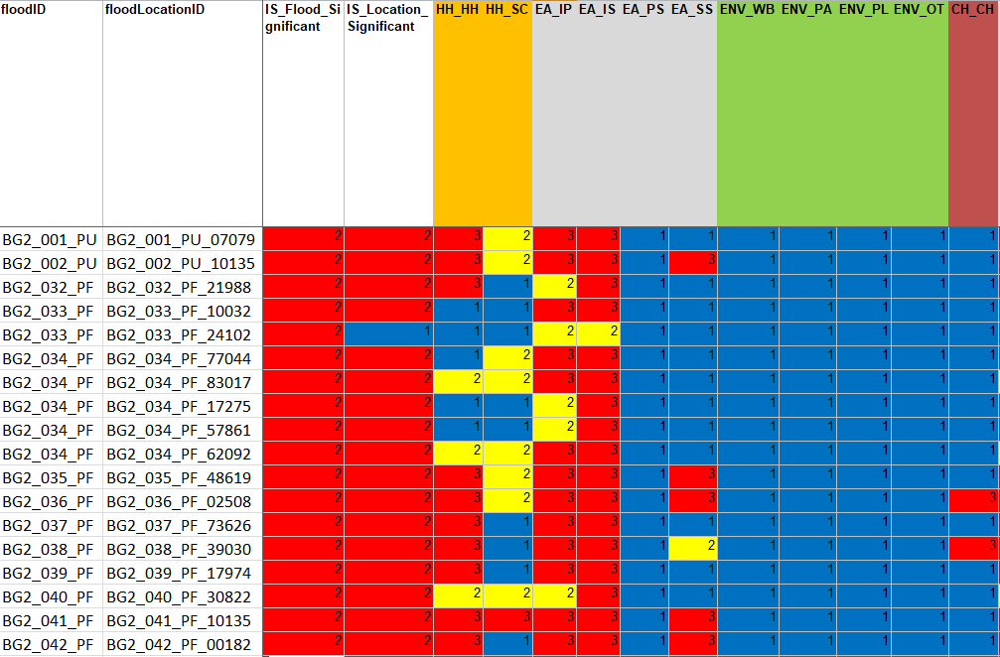 floodID floodLocationID IS_Flood_Si IS_Location_ HH_HH HH_SC EA_IP EA_IS EA_PS EA_SS ENV_WB ENV_PA ENV_PL ENV_OT CH_CH
gnificant Significant
BG2_001_PU BG2_001_PU_07079 2 2 3 2 3 3 1 1 1 1 1 1 1
BG2_002_PU BG2_002_PU_10135 2 2 3 2 3 3 1 3 1 1 1 1 1
BG2_032_PF BG2_032_PF_21988 2 2 3 1 2 3 1 1 1 1 1 1 1
BG2_033_PF BG2_033_PF_10032 2 2 1 1 3 3 1 1 1 1 1 1 1
BG2_033_PF BG2_033_PF_24102 2 1 1 1 2 2 1 1 1 1 1 1 1
BG2_034_PF BG2_034_PF_77044 2 2 1 2 3 3 1 1 1 1 1 1 1
BG2_034_PF BG2_034_PF_83017 2 2 2 2 3 3 1 1 1 1 1 1 1
BG2_034_PF BG2_034_PF_17275 2 2 1 1 2 3 1 1 1 1 1 1 1
BG2_034_PF BG2_034_PF_57861 2 2 1 1 2 3 1 1 1 1 1 1 1
BG2_034_PF BG2_034_PF_62092 2 2 2 2 3 3 1 1 1 1 1 1 1
BG2_035_PF BG2_035_PF_48619 2 2 3 2 3 3 1 3 1 1 1 1 1
BG2_036_PF BG2_036_PF_02508 2 2 3 2 3 3 1 3 1 1 1 1 3
BG2_037_PF BG2_037_PF_73626 2 2 3 1 3 3 1 1 1 1 1 1 1
BG2_038_PF BG2_038_PF_39030 2 2 3 1 3 3 1 2 1 1 1 1 3
BG2_039_PF BG2_039_PF_17974 2 2 3 1 3 3 1 1 1 1 1 1 1
BG2_040_PF BG2_040_PF_30822 2 2 2 2 2 3 1 1 1 1 1 1 1
BG2_041_PF BG2_041_PF_10135 2 2 3 3 3 3 1 3 1 1 1 1 1
BG2_042_PF BG2_042_PF_00182 2 2 3 1 3 3 1 1 1 1 1 1 1